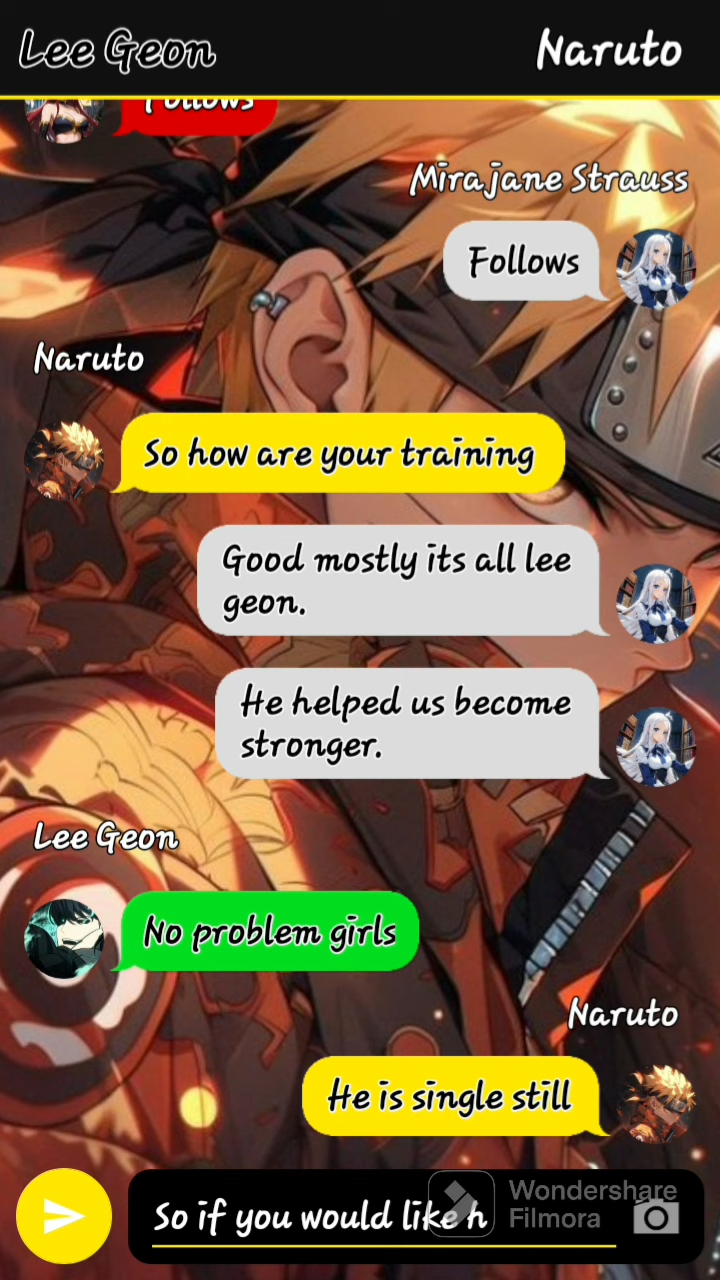 Lee Geon
Naruto
Follows
Mirajane Strauss
Follows
Naruto
So how are your training
Good mostly its all lee
geon.
He helped us become
stronger.
Lee Geon
No problem girls
Naruto
He is single still
So if you would like h
Wondershare
Filmora